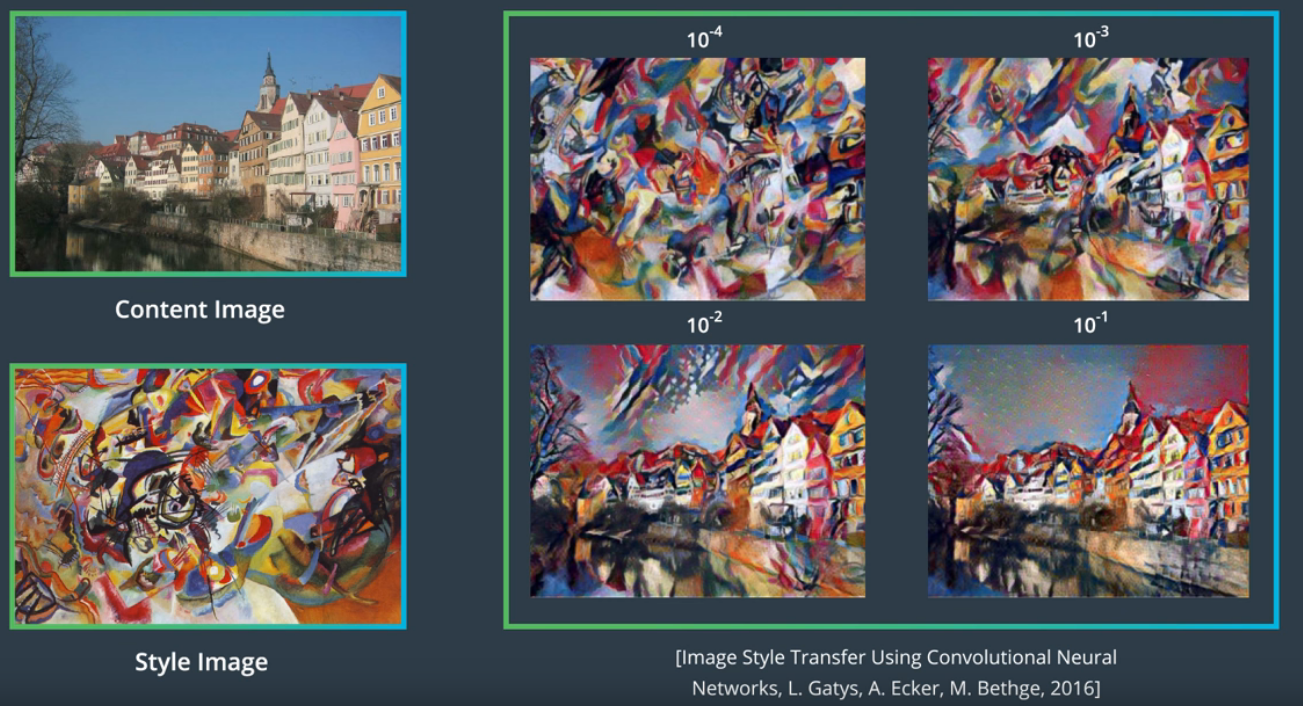 Content Image
Style Image
10⁻⁴
10⁻³
10⁻²
10⁻¹
[Image Style Transfer Using Convolutional Neural
Networks, L. Gatys, A. Ecker, M. Bethge, 2016]